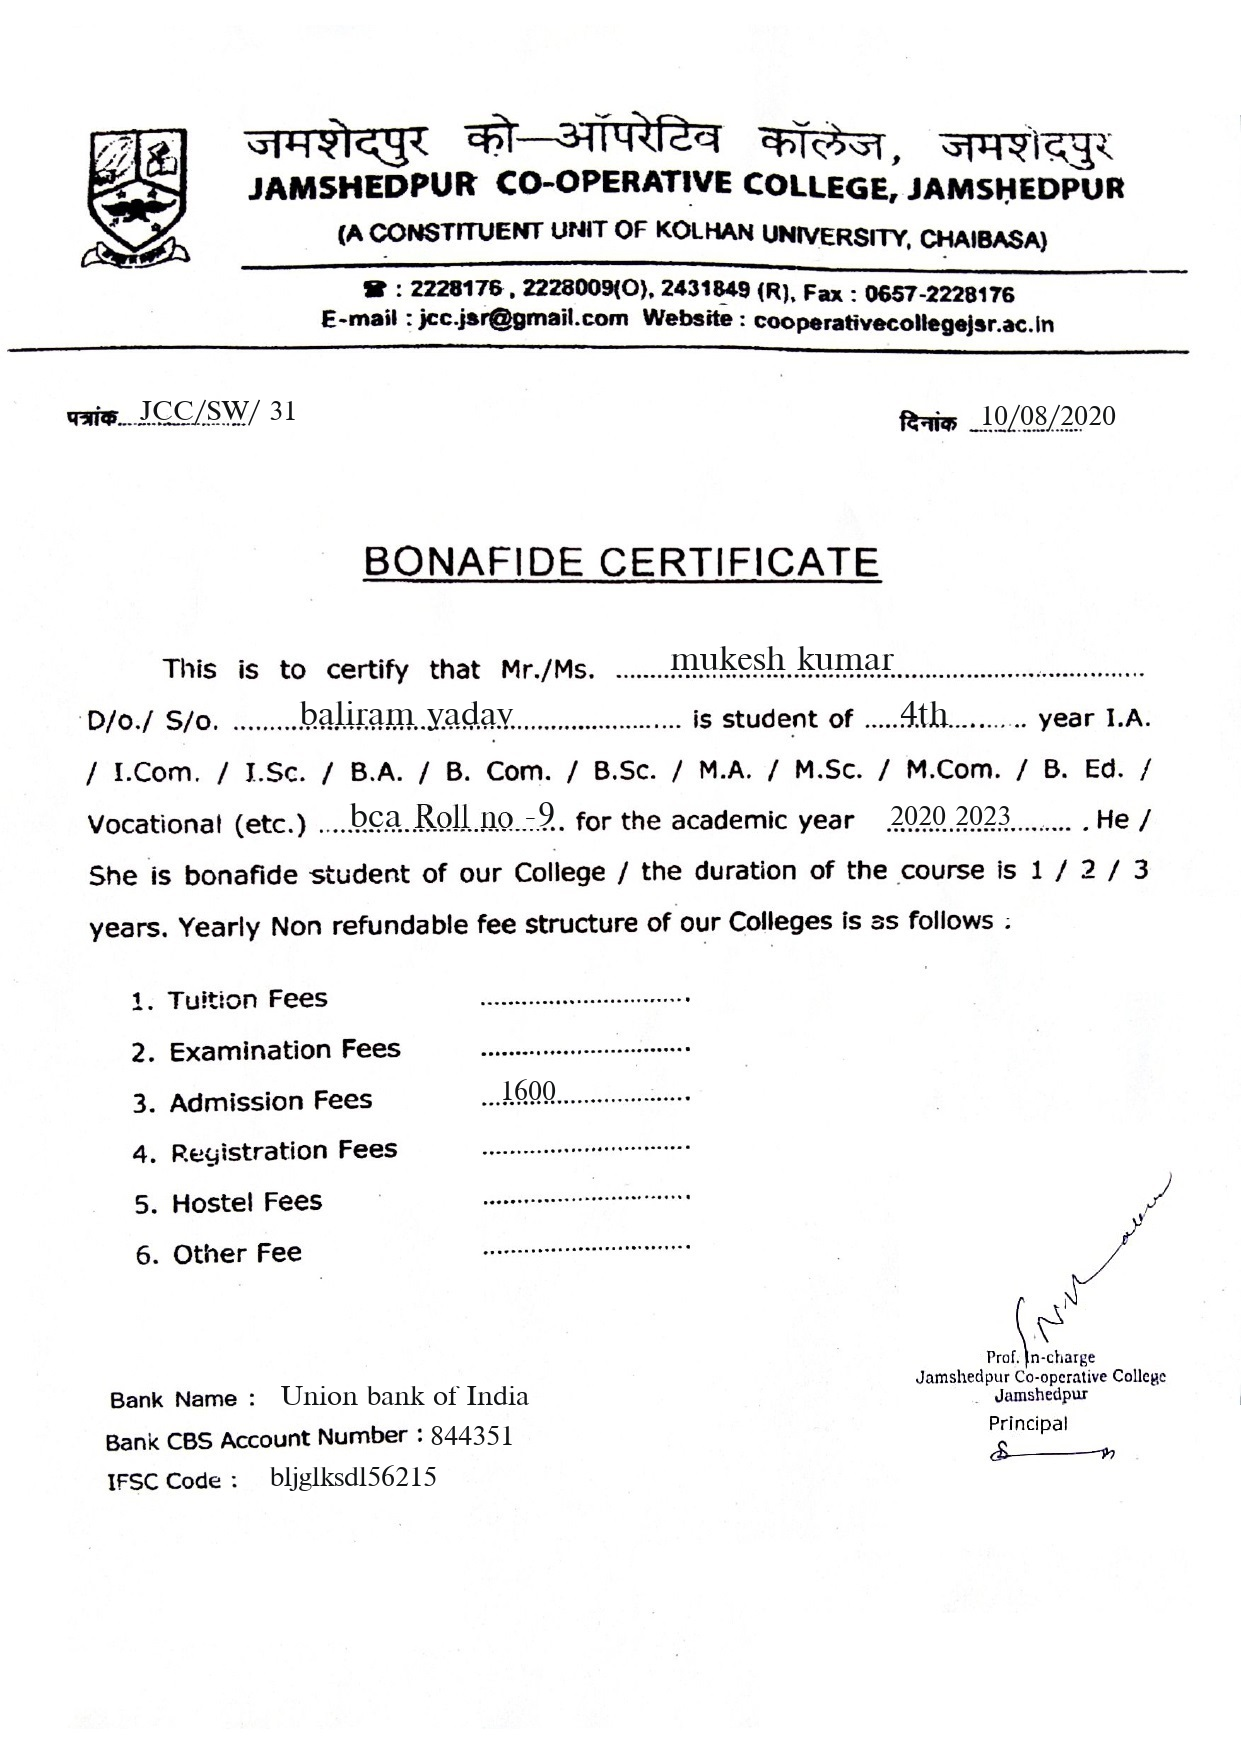 जमशेदपुर को—ऑपरेटिव कॉलेज, जमशेदपुर
JAMSHEDPUR CO-OPERATIVE COLLEGE, JAMSHEDPUR
(A CONSTITUENT UNIT OF KOLHAN UNIVERSITY, CHAIBASA)
☎ : 2228176 , 2228009(O), 2431849 (R), Fax : 0657-2228176
E-mail : jcc.jsr@gmail.com Website : cooperativecollegejsr.ac.in
पत्रांक JCC/SW/ 31 दिनांक 10/08/2020
BONAFIDE CERTIFICATE
This is to certify that Mr./Ms. mukesh kumar
D/o./ S/o. baliram yadav is student of 4th year I.A.
/ I.Com. / I.Sc. / B.A. / B. Com. / B.Sc. / M.A. / M.Sc. / M.Com. / B. Ed. /
Vocational (etc.) bca Roll no -9 for the academic year 2020 2023 . He /
She is bonafide student of our College / the duration of the course is 1 / 2 / 3
years. Yearly Non refundable fee structure of our Colleges is as follows :
1. Tuition Fees
2. Examination Fees
3. Admission Fees 1600
4. Registration Fees
5. Hostel Fees
6. Other Fee
Prof. In-charge
Jamshedpur Co-operative College
Jamshedpur
Principal
Bank Name : Union bank of India
Bank CBS Account Number : 844351
IFSC Code : bljglksdl56215